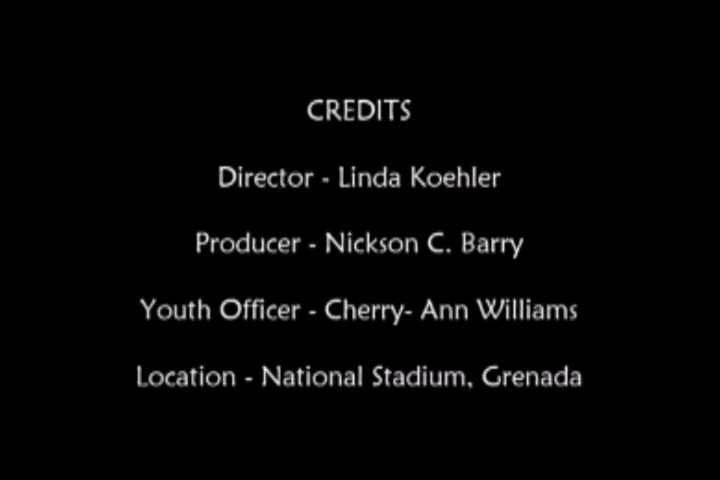 CREDITS
Director - Linda Koehler
Producer - Nickson C. Barry
Youth Officer - Cherry- Ann Williams
Location - National Stadium, Grenada